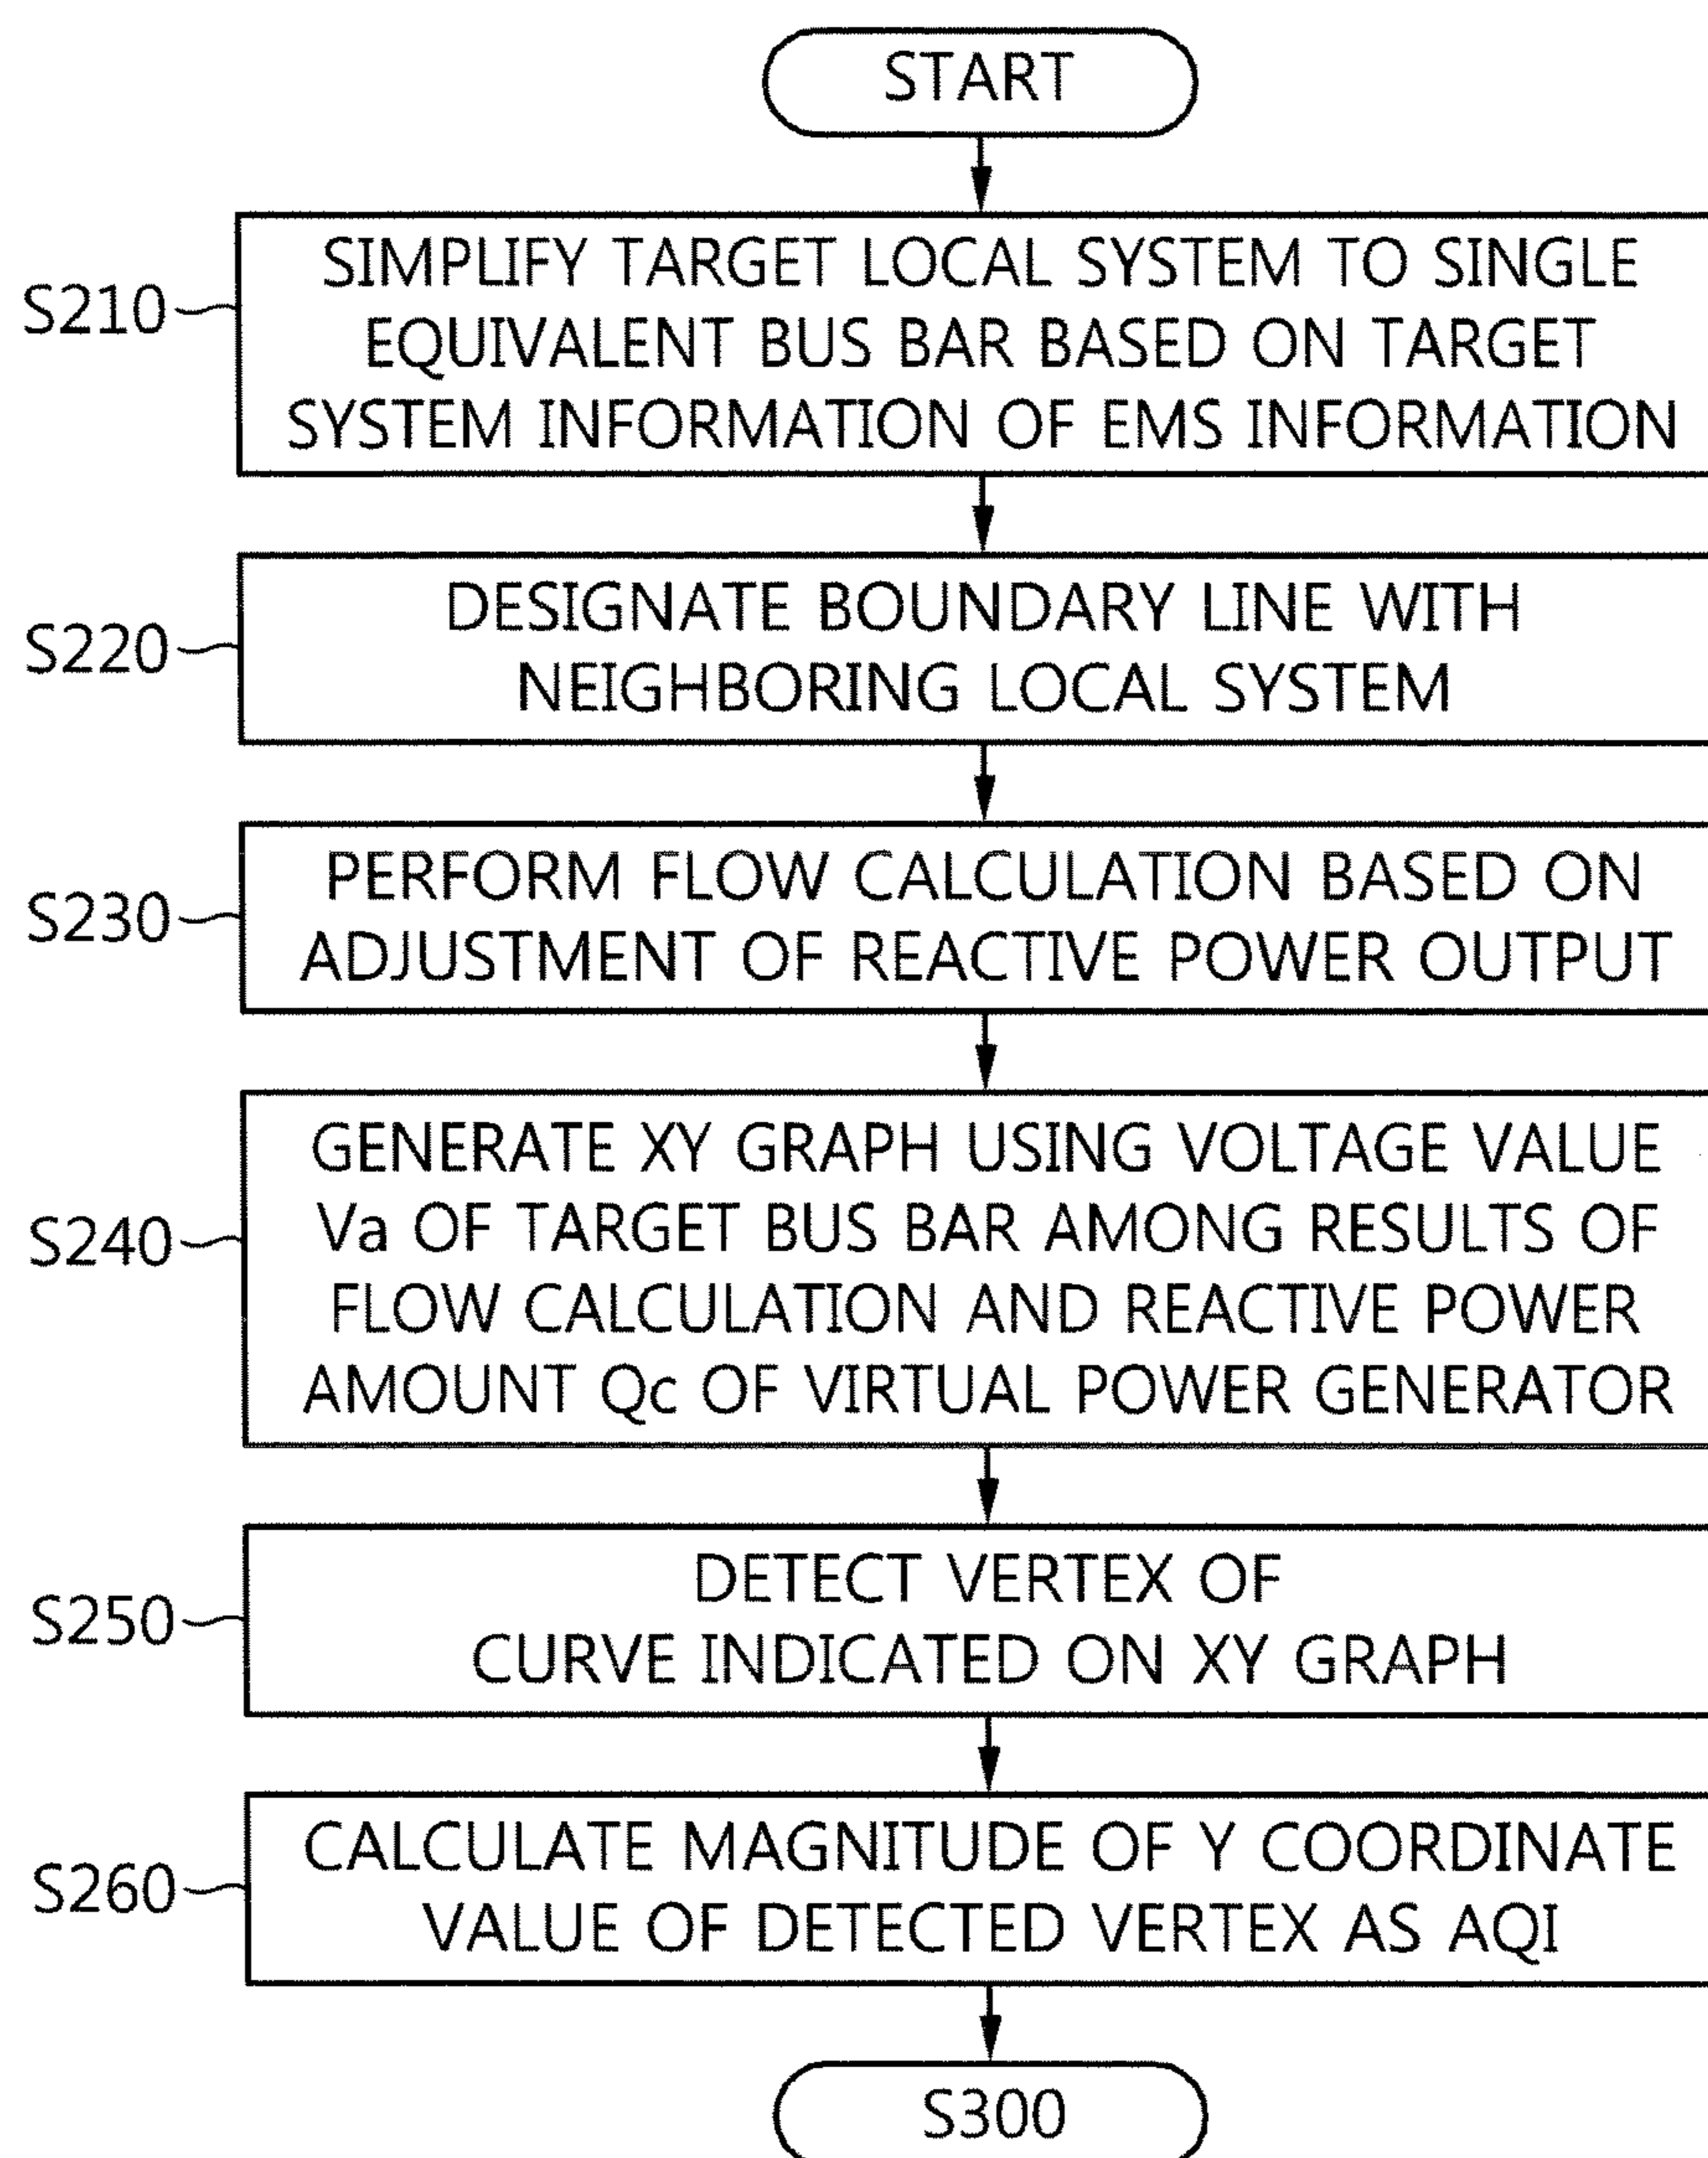 START
S210
SIMPLIFY TARGET LOCAL SYSTEM TO SINGLE
EQUIVALENT BUS BAR BASED ON TARGET
SYSTEM INFORMATION OF EMS INFORMATION
S220
DESIGNATE BOUNDARY LINE WITH
NEIGHBORING LOCAL SYSTEM
S230
PERFORM FLOW CALCULATION BASED ON
ADJUSTMENT OF REACTIVE POWER OUTPUT
S240
GENERATE XY GRAPH USING VOLTAGE VALUE
Va OF TARGET BUS BAR AMONG RESULTS OF
FLOW CALCULATION AND REACTIVE POWER
AMOUNT Qc OF VIRTUAL POWER GENERATOR
S250
DETECT VERTEX OF
CURVE INDICATED ON XY GRAPH
S260
CALCULATE MAGNITUDE OF Y COORDINATE
VALUE OF DETECTED VERTEX AS AQI
S300